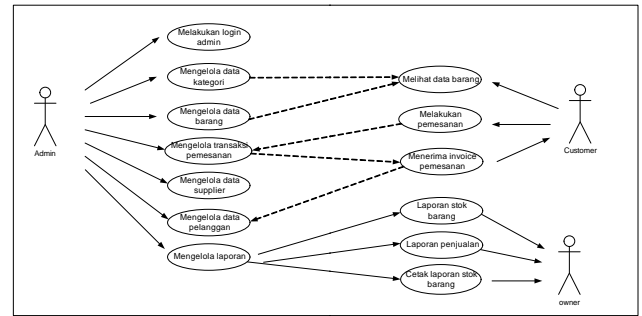 Melakukan login
admin
Mengelola data
kategori
Mengelola data
barang
Mengelola transaksi
pemesanan
Mengelola data
supplier
Mengelola data
pelanggan
Mengelola laporan
Admin
Melihat data barang
Melakukan
pemesanan
Menerima invoice
pemesanan
Laporan stok
barang
Laporan penjualan
Cetak laporan stok
barang
Customer
owner